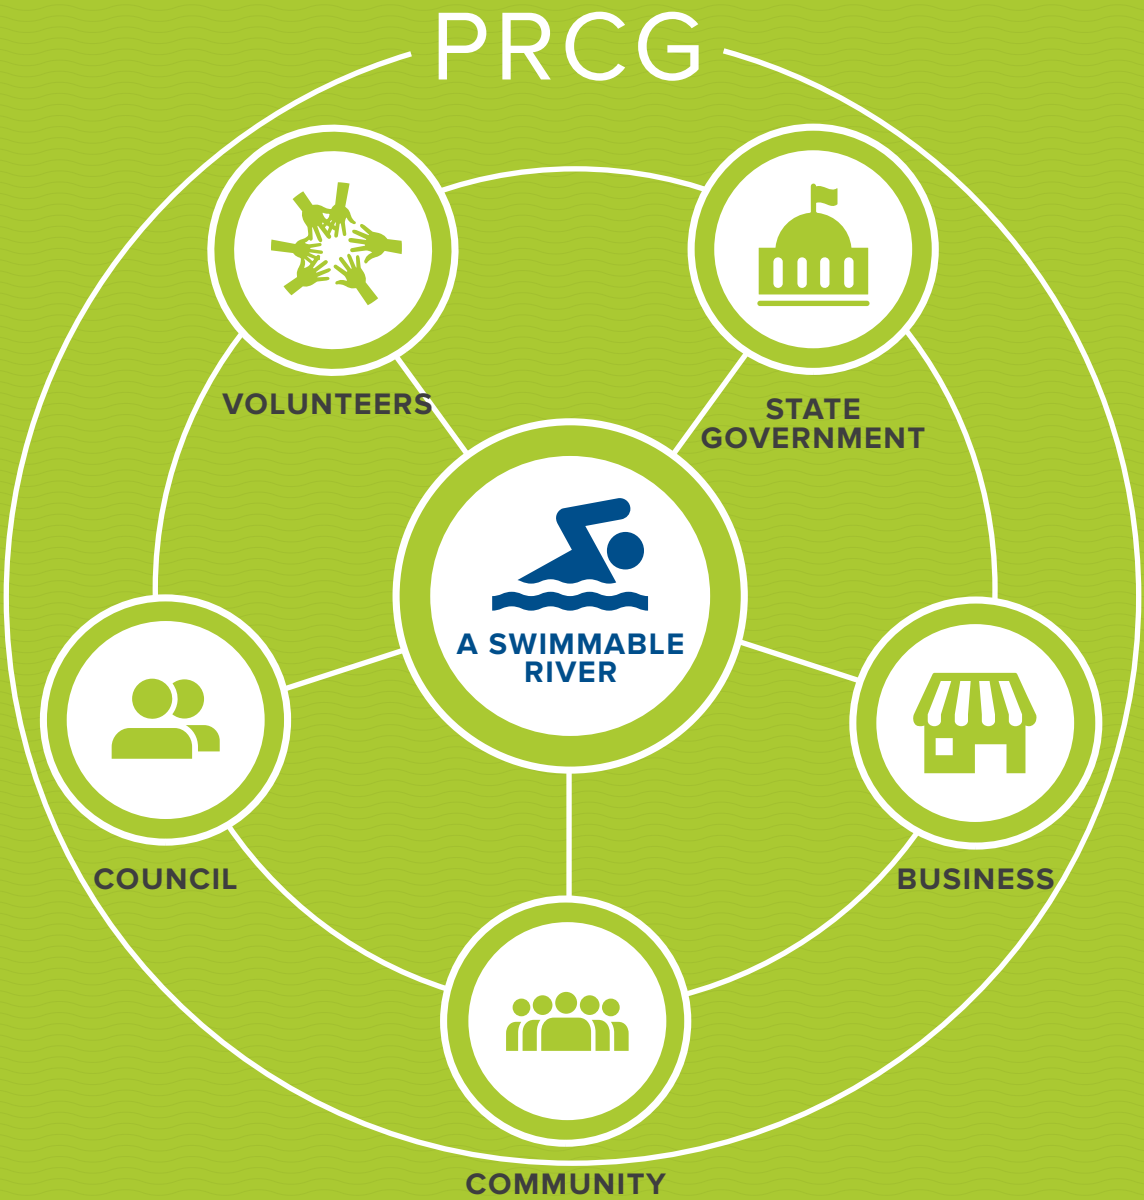 PRCG
VOLUNTEERS
STATE
GOVERNMENT
A SWIMMABLE
RIVER
COUNCIL
BUSINESS
COMMUNITY